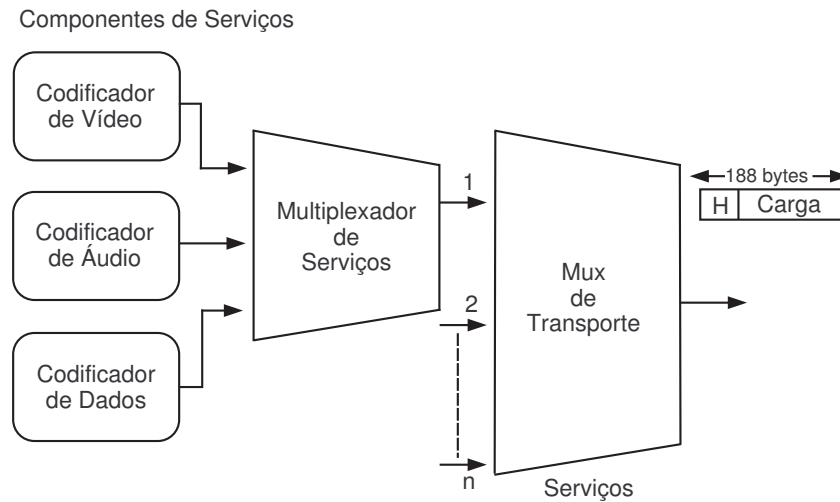 Componentes de Serviços
Codificador
de Vídeo
Codificador
de Áudio
Codificador
de Dados
Multiplexador
de
Serviços
1
2
n
Mux
de
Transporte
Serviços
188 bytes
H
Carga